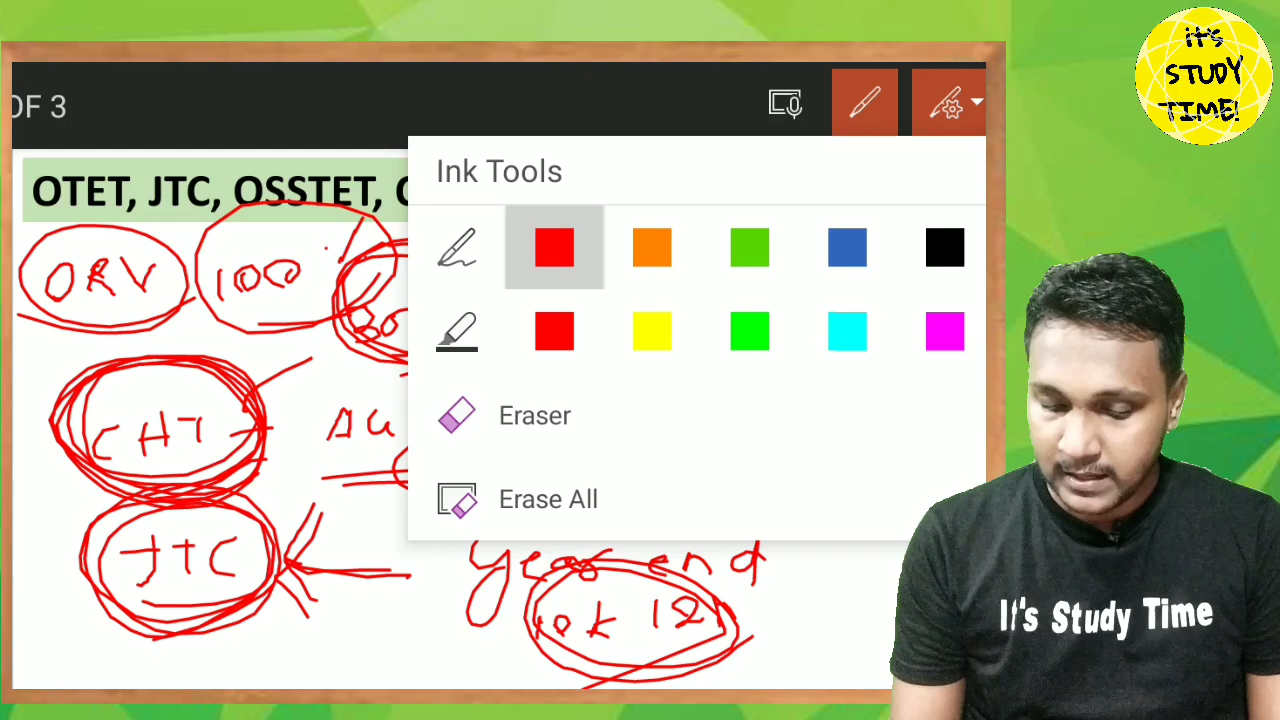 it's
STUDY
TIME!
OF 3
Ink Tools
OTET, JTC, OSSTET,
ORV 100
CHT
Eraser
Erase All
JTC
year end
It's Study Time